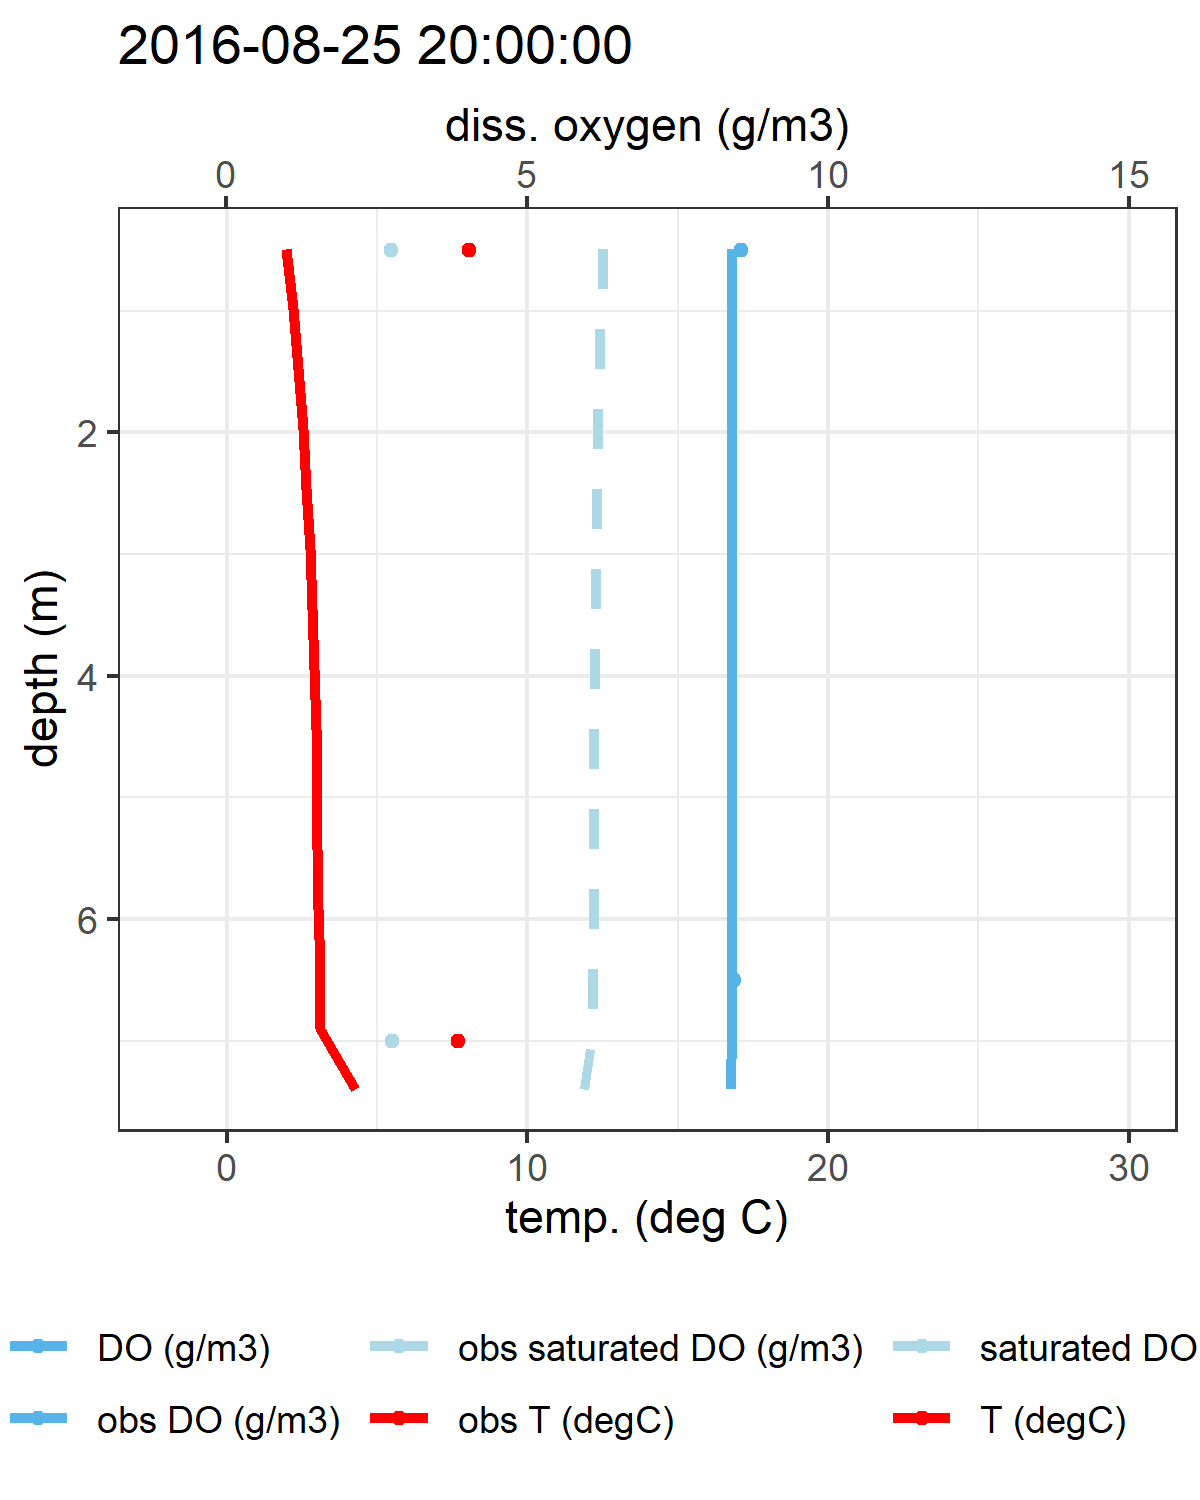 2016-08-25 20:00:00
diss. oxygen (g/m3)
0 5 10 15
2
4
6
depth (m)
0 10 20 30
temp. (deg C)
DO (g/m3) obs saturated DO (g/m3) saturated DO
obs DO (g/m3) obs T (degC) T (degC)